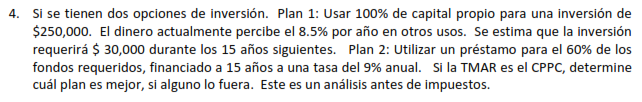 4. Si se tienen dos opciones de inversión. Plan 1: Usar 100% de capital propio para una inversión de
$250,000. El dinero actualmente percibe el 8.5% por año en otros usos. Se estima que la inversión
requerirá $ 30,000 durante los 15 años siguientes. Plan 2: Utilizar un préstamo para el 60% de los
fondos requeridos, financiado a 15 años a una tasa del 9% anual. Si la TMAR es el CPPC, determine
cuál plan es mejor, si alguno lo fuera. Este es un análisis antes de impuestos.